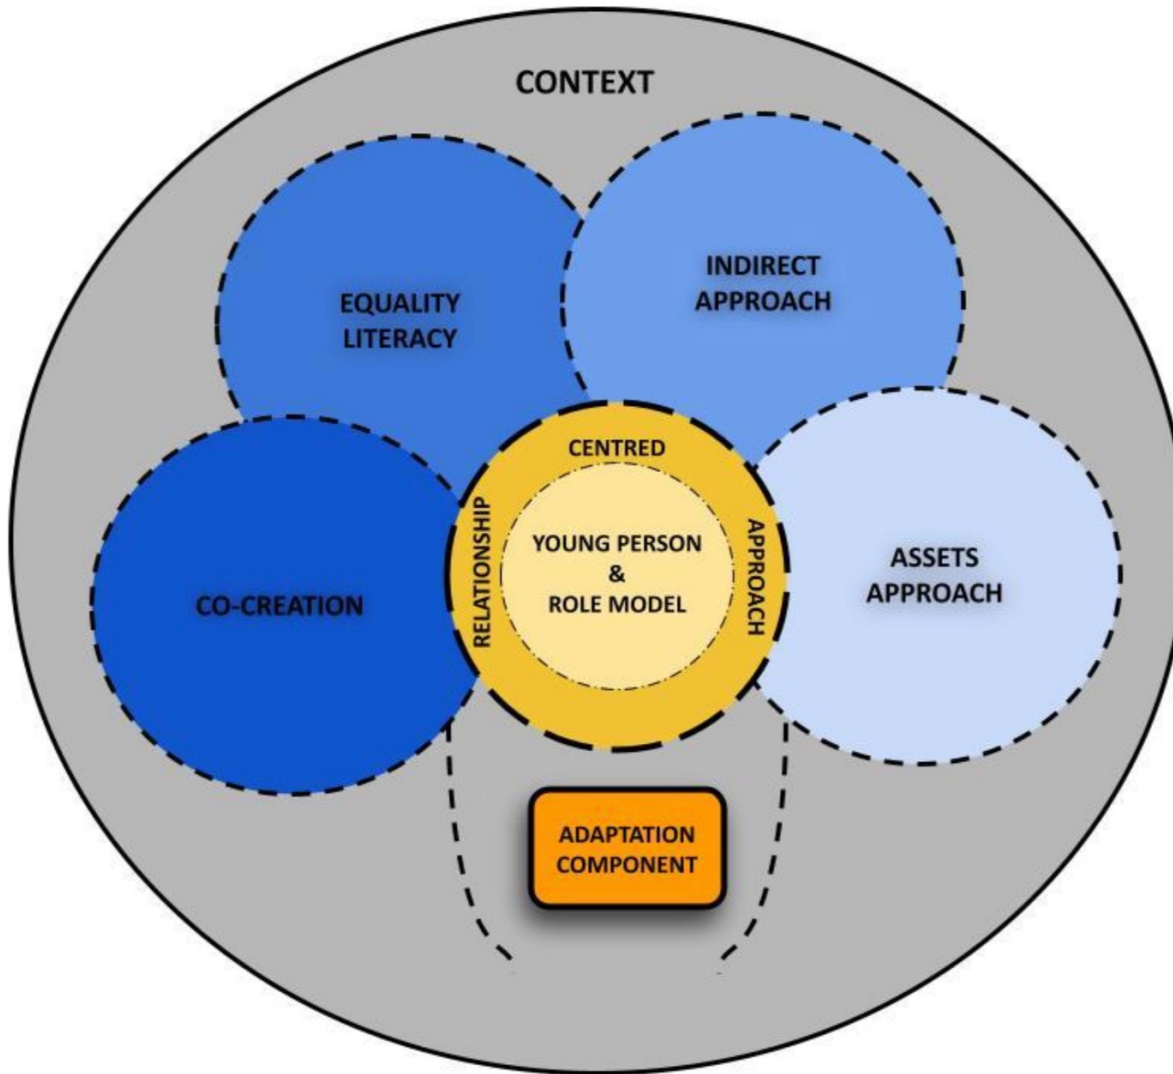 CONTEXT
INDIRECT
APPROACH
EQUALITY
LITERACY
CENTRED
RELATIONSHIP
APPROACH
YOUNG PERSON
&
ROLE MODEL
ASSETS
APPROACH
CO-CREATION
ADAPTATION
COMPONENT